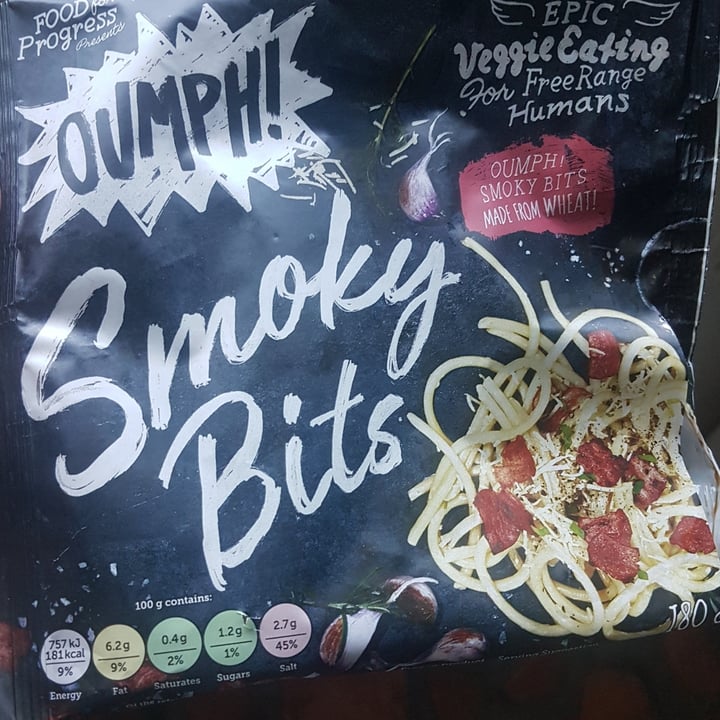 FOOD for
Progress
Presents
OUMPH!
EPIC
Veggie Eating
For Free Range
Humans
OUMPH!
SMOKY BITS
MADE FROM WHEAT!
Smoky
Bits
100 g contains:
757 kJ
181 kcal
9%
Energy
6.2g
9%
Fat
0.4g
2%
Saturates
1.2g
1%
Sugars
2.7g
45%
Salt
Serving Suggestion
180